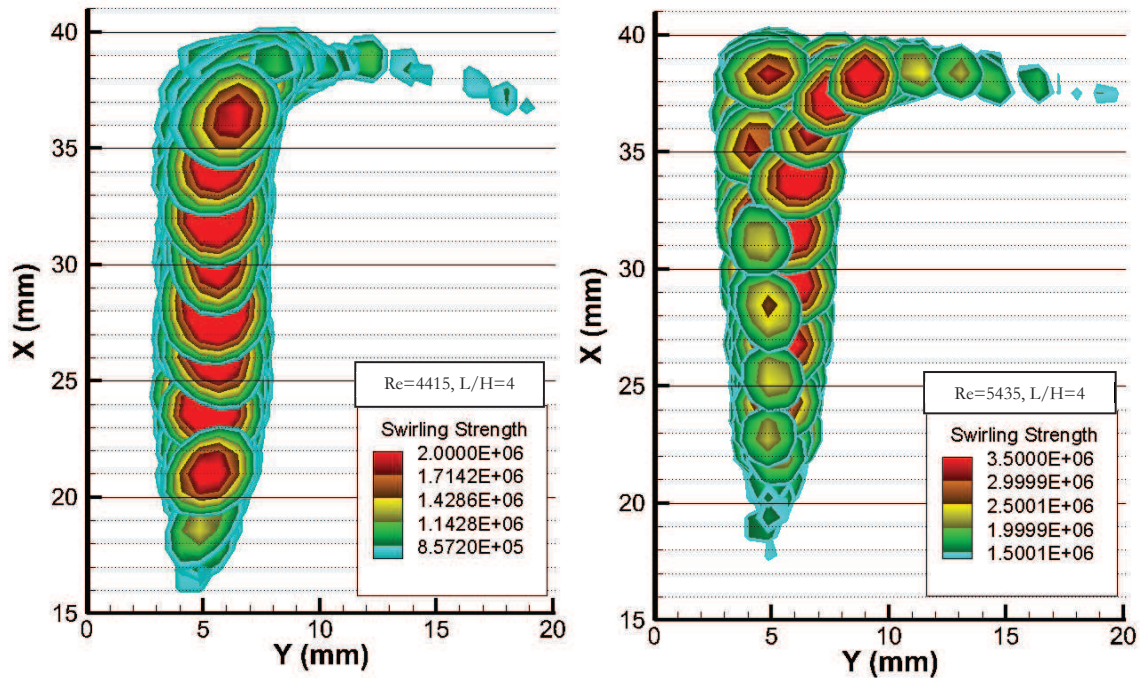 40
35
30
25
20
15
X (mm)
0
5
10
15
20
Y (mm)
Re=4415, L/H=4
Swirling Strength
2.0000E+06
1.7142E+06
1.4286E+06
1.1428E+06
8.5720E+05
40
35
30
25
20
15
X (mm)
0
5
10
15
20
Y (mm)
Re=5435, L/H=4
Swirling Strength
3.5000E+06
2.9999E+06
2.5001E+06
1.9999E+06
1.5001E+06